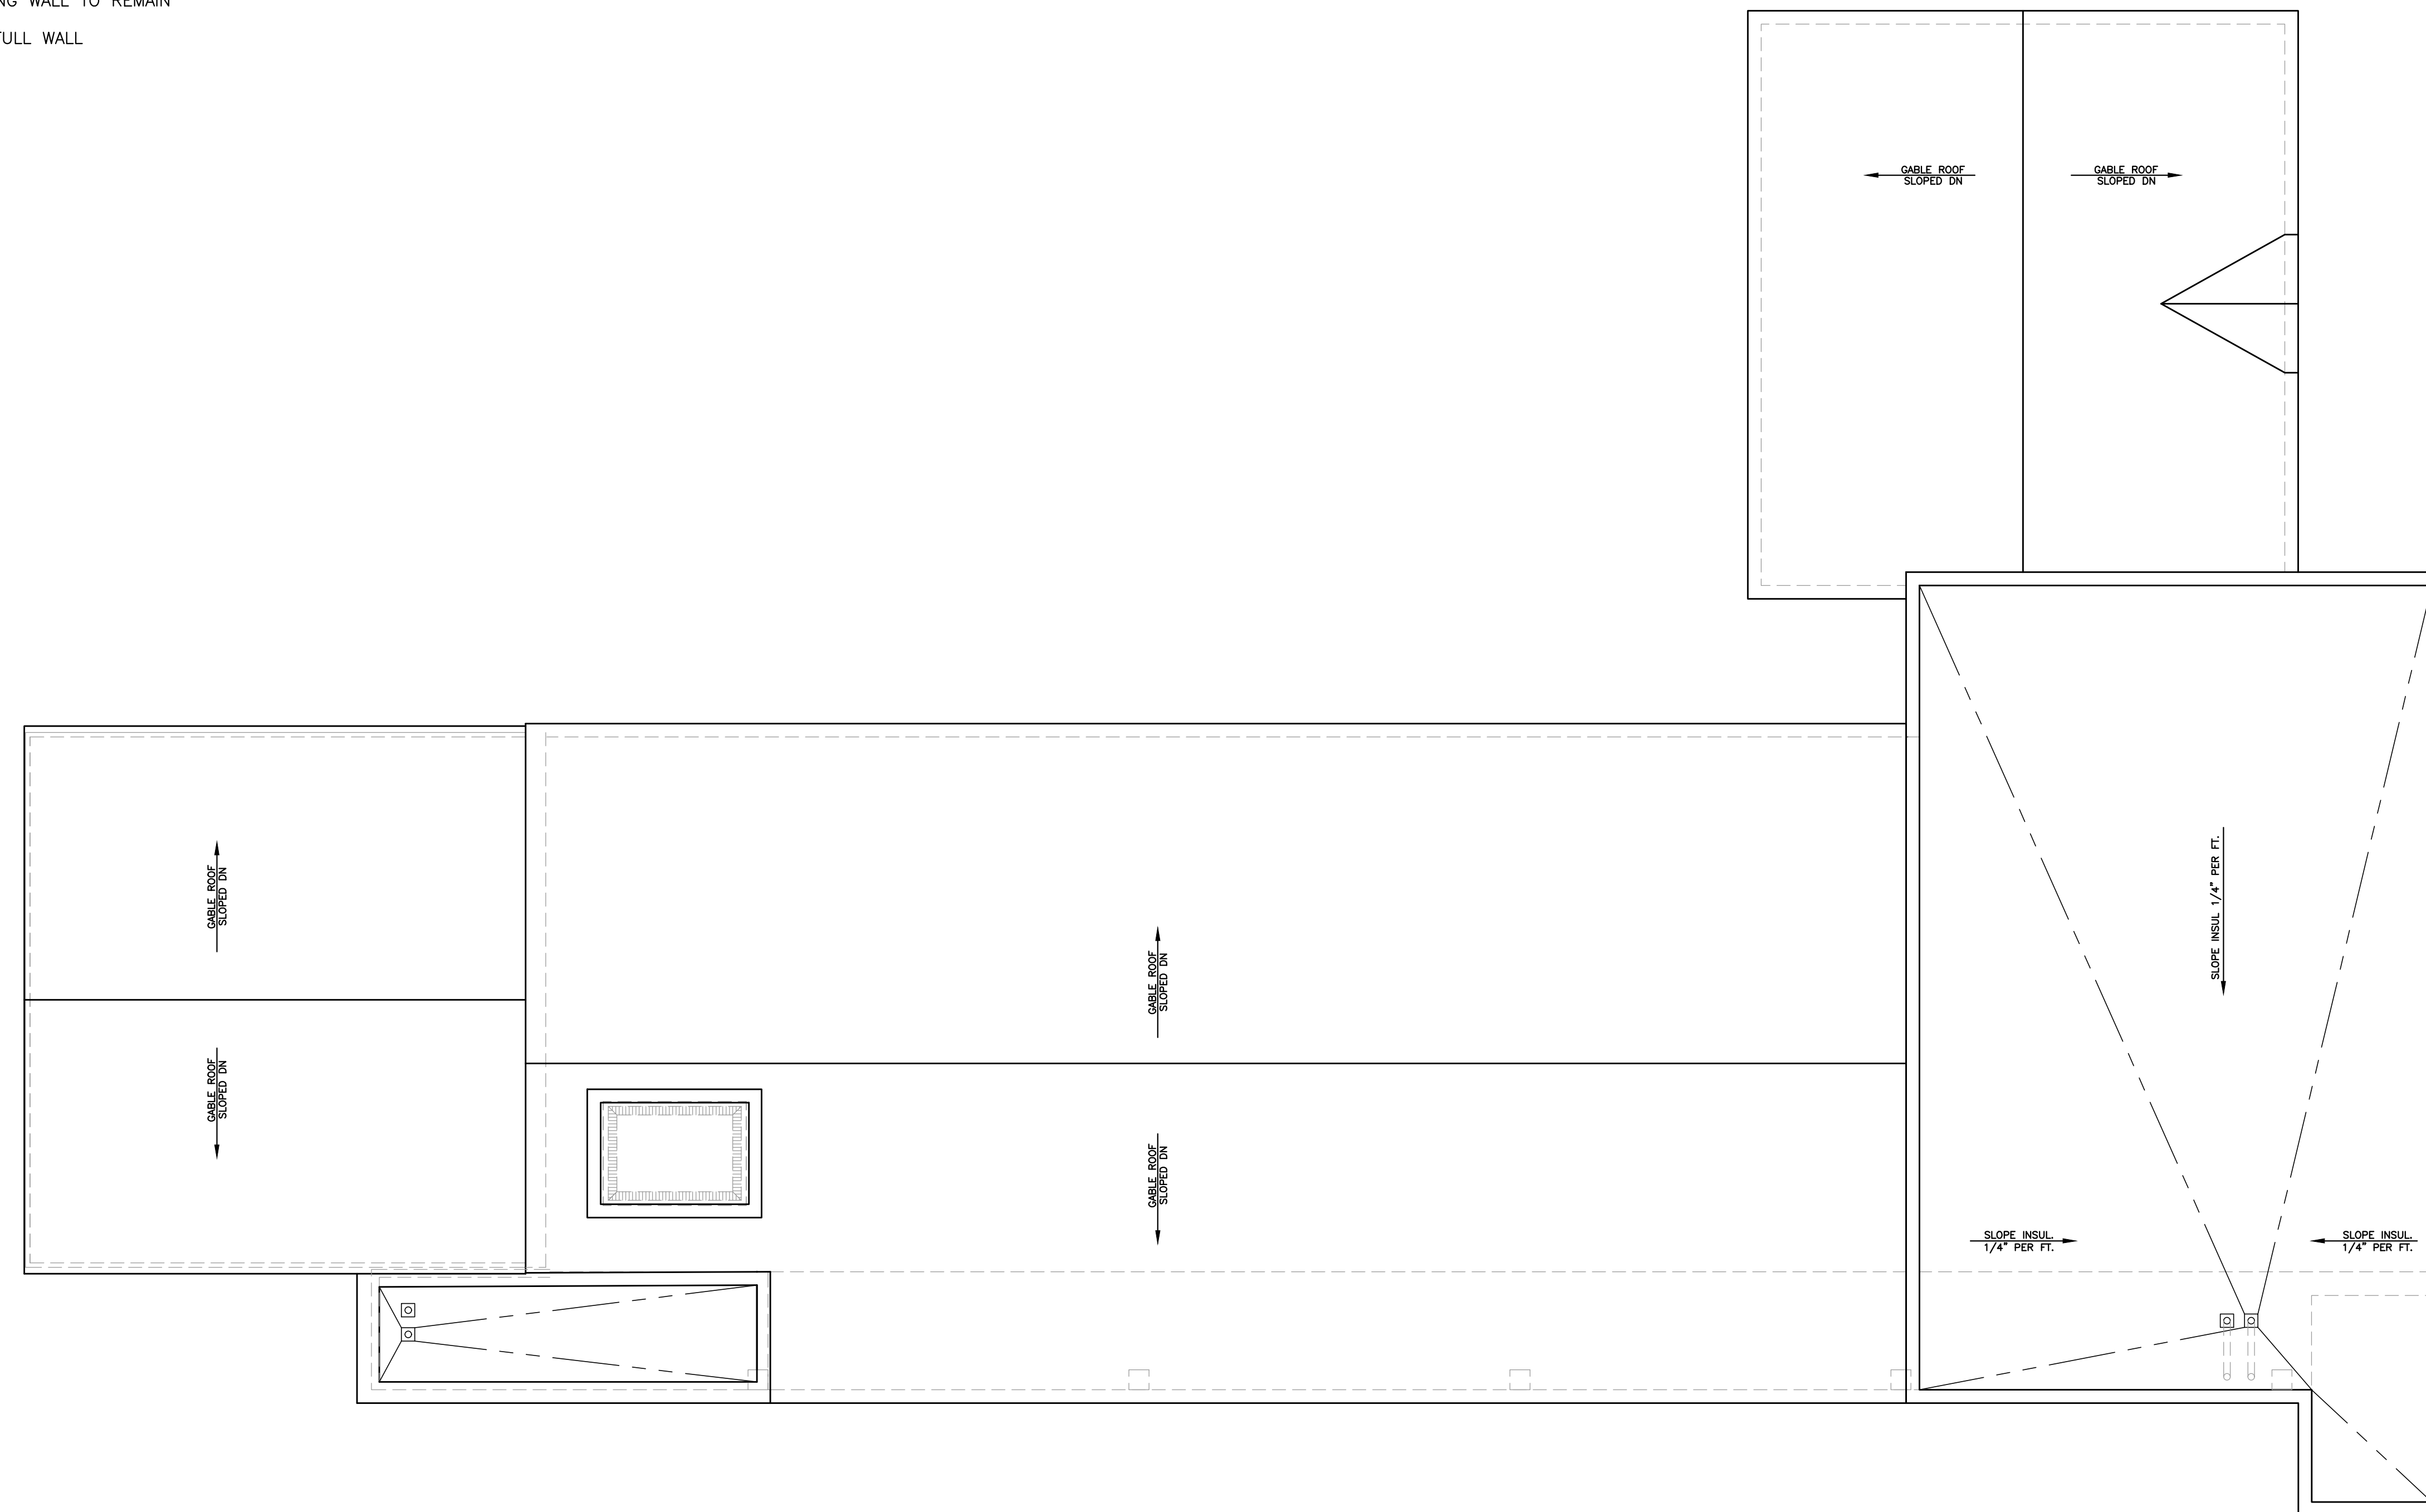 WALL TO REMAIN
WALL
GABLE ROOF
SLOPED DN
GABLE ROOF
SLOPED DN
GABLE ROOF
SLOPED DN
GABLE ROOF
SLOPED DN
GABLE ROOF
SLOPED DN
GABLE ROOF
SLOPED DN
SLOPE INSUL 1/4" PER FT.
SLOPE INSUL.
1/4" PER FT.
SLOPE INSUL.
1/4" PER FT.